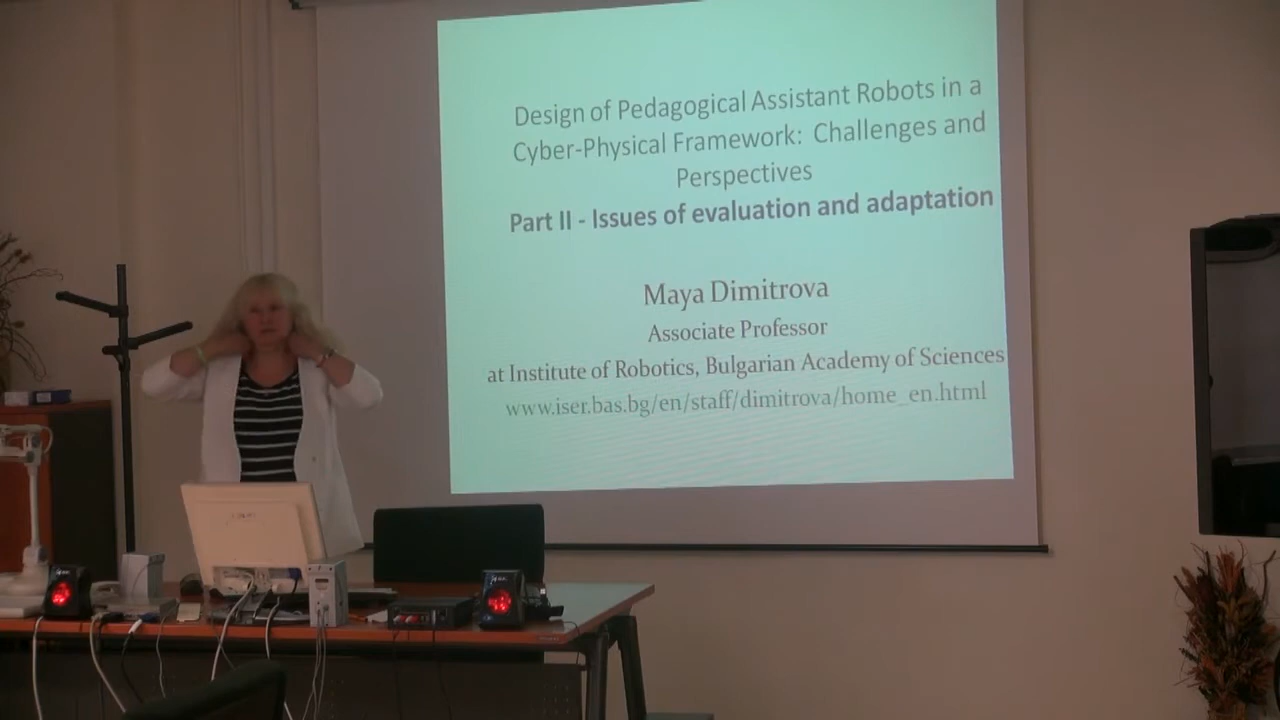 Design of Pedagogical Assistant Robots in a
Cyber-Physical Framework: Challenges and
Perspectives
Part II - Issues of evaluation and adaptation
Maya Dimitrova
Associate Professor
at Institute of Robotics, Bulgarian Academy of Sciences
www.iser.bas.bg/en/staff/dimitrova/home_en.html